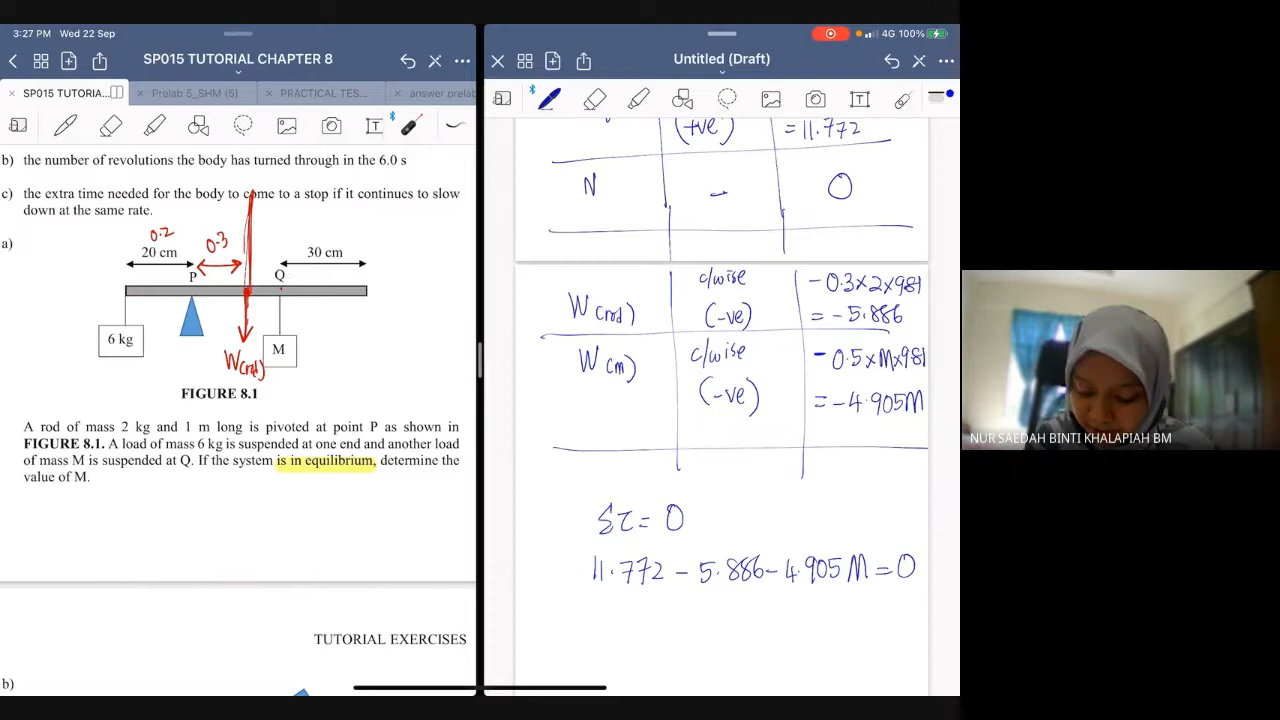 3:27 PM Wed 22 Sep
4G 100%
SP015 TUTORIAL CHAPTER 8
Untitled (Draft)
SP015 TUTORIA...
Prelab 5_SHM (5)
PRACTICAL TES...
answer prelab
b) the number of revolutions the body has turned through in the 6.0 s
c) the extra time needed for the body to come to a stop if it continues to slow
down at the same rate.
a)
0.2
0.3
20 cm
30 cm
P
Q
6 kg
M
W(rod)
FIGURE 8.1
A rod of mass 2 kg and 1 m long is pivoted at point P as shown in
FIGURE 8.1. A load of mass 6 kg is suspended at one end and another load
of mass M is suspended at Q. If the system is in equilibrium, determine the
value of M.
TUTORIAL EXERCISES
b)
(+ve) = 11.772
N - 0
W(rod) c/wise -0.3×2×9.81
(-ve) = -5.886
W(m) c/wise -0.5×M×9.81
(-ve) = -4.905M
Στ = 0
11.772 - 5.886 - 4.905M = 0
NUR SAEDAH BINTI KHALAPIAH BM